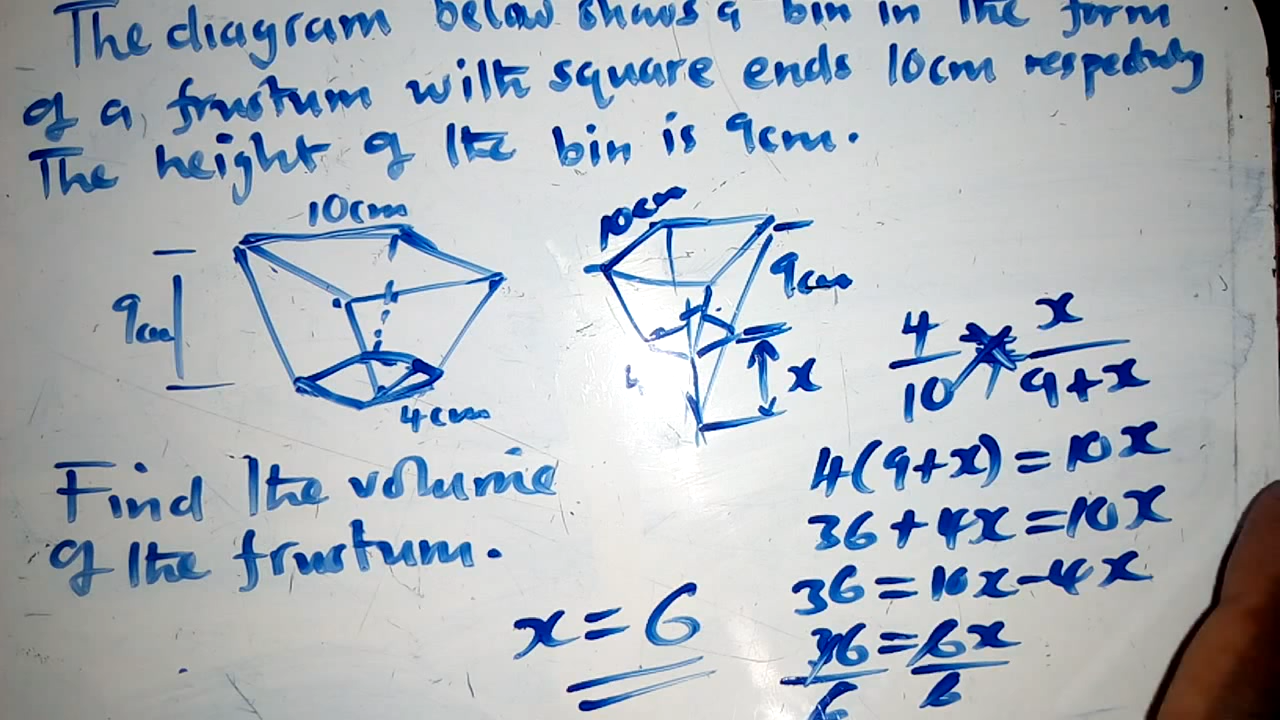 The diagram below shows a bin in the form
of a frustum with square ends 10cm respectively
The height of the bin is 9cm.
10cm
9cm
4cm
10cm
9cm
x
Find the volume
of the frustum.
4/10 x/9+x
4(9+x)=10x
36+4x=10x
36=10x-4x
36/6=6x/6
x=6